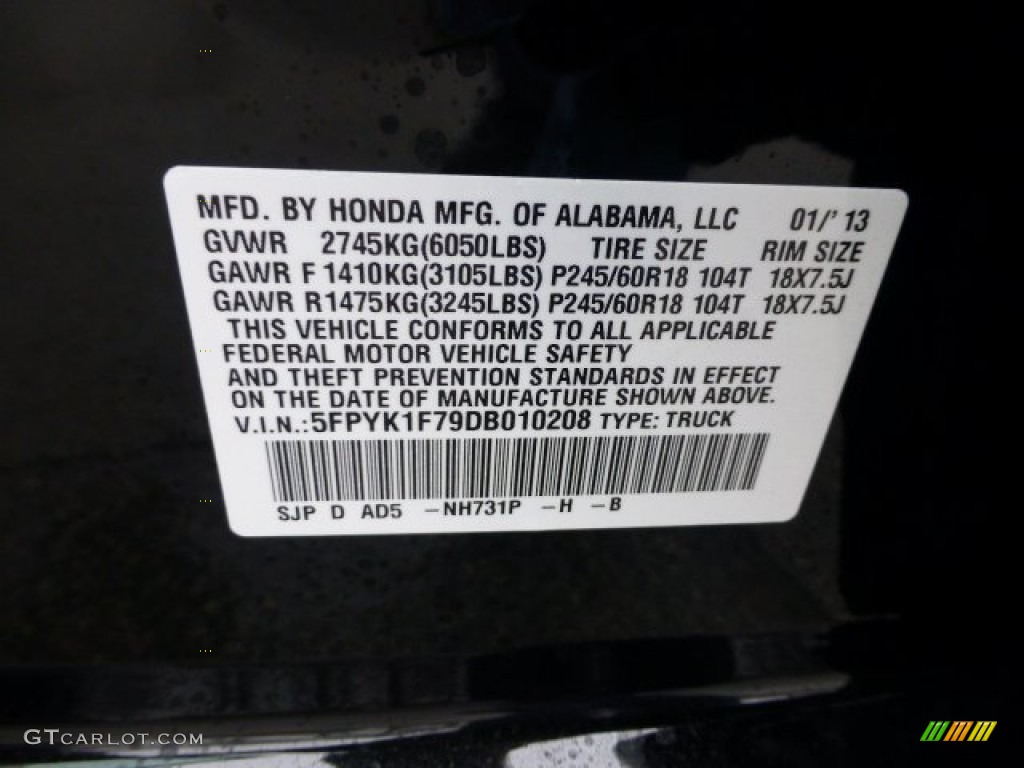 MFD. BY HONDA MFG. OF ALABAMA, LLC 01/'13
GVWR 2745KG(6050LBS) TIRE SIZE RIM SIZE
GAWR F 1410KG(3105LBS) P245/60R18 104T 18X7.5J
GAWR R1475KG(3245LBS) P245/60R18 104T 18X7.5J
THIS VEHICLE CONFORMS TO ALL APPLICABLE
FEDERAL MOTOR VEHICLE SAFETY
AND THEFT PREVENTION STANDARDS IN EFFECT
ON THE DATE OF MANUFACTURE SHOWN ABOVE.
V.I.N.:5FPYK1F79DB010208 TYPE: TRUCK
SJP D AD5 -NH731P -H -B
GTCARLOT.COM